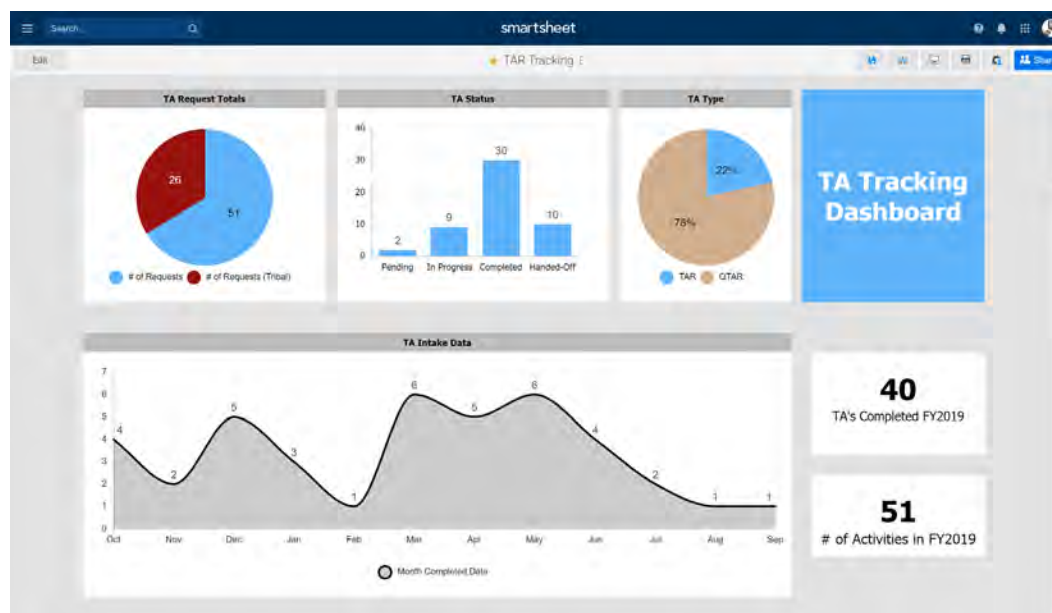 Search...
smartsheet
Edit
TAR Tracking
Share
TA Request Totals
26
51
# of Requests
# of Requests (Tribal)
TA Status
40
30
20
10
0
2
9
30
10
Pending
In Progress
Completed
Handed-Off
TA Type
22%
78%
TAR
QTAR
TA Tracking
Dashboard
TA Intake Data
7
6
5
4
3
2
1
0
4
2
5
3
1
6
5
6
4
2
1
1
Oct
Nov
Dec
Jan
Feb
Mar
Apr
May
Jun
Jul
Aug
Sep
Month Completed Date
40
TA's Completed FY2019
51
# of Activities in FY2019